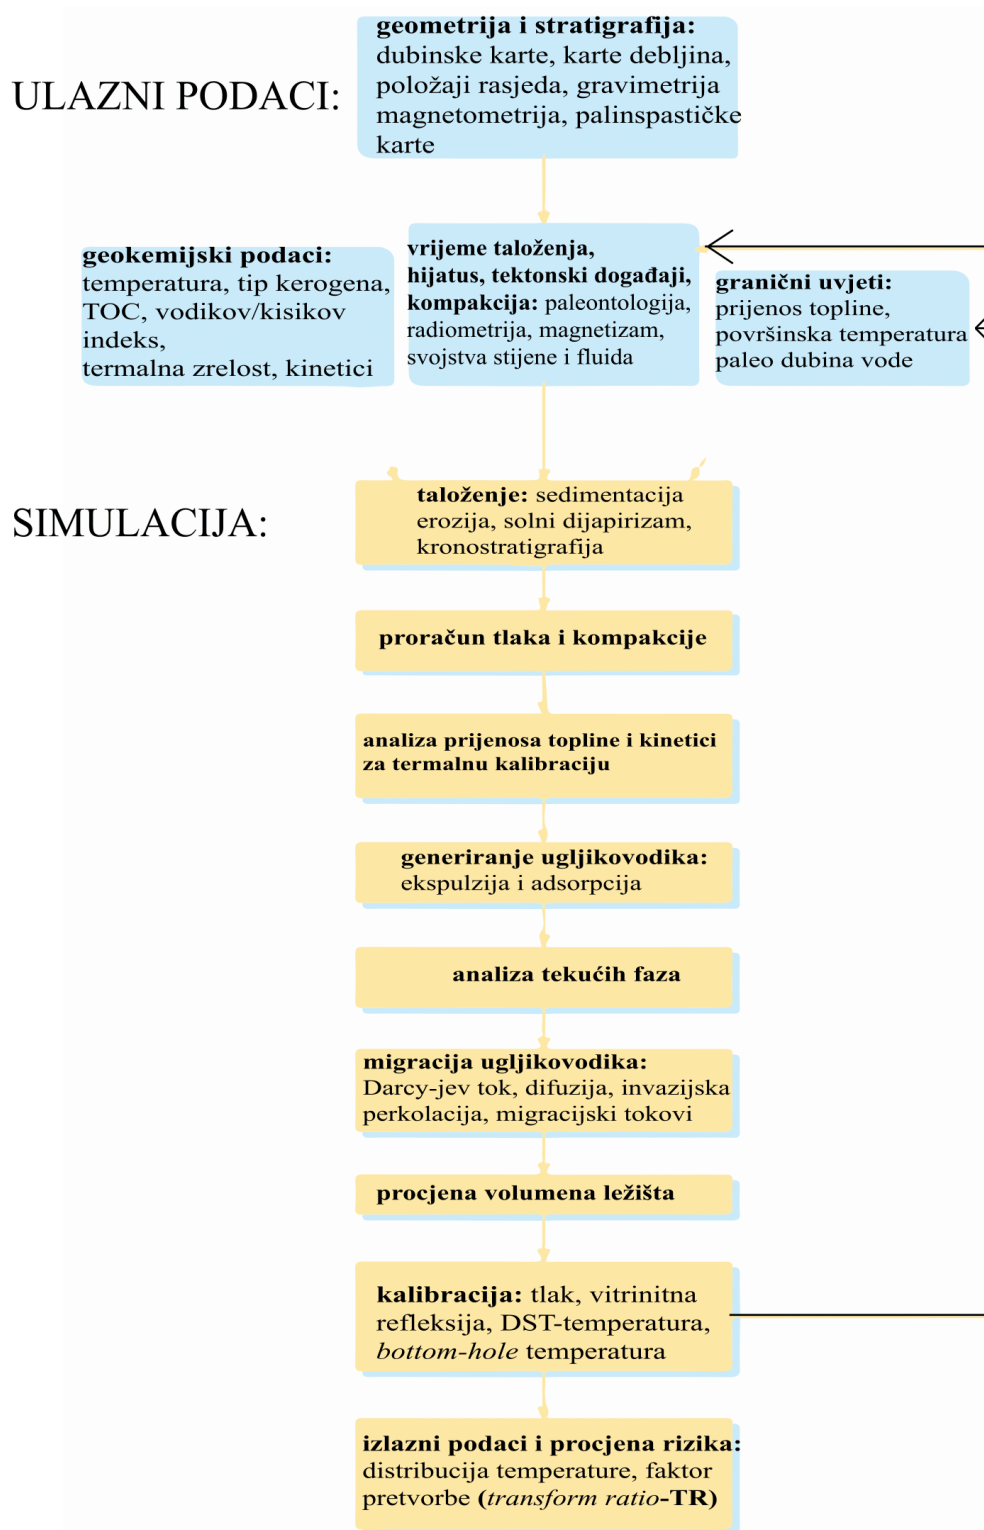 geometrija i stratigrafija:
dubinske karte, karte debljina,
položaji rasjeda, gravimetrija
magnetometrija, palinspastičke
karte
ULAZNI PODACI:
geokemijski podaci:
temperatura, tip kerogena,
TOC, vodikov/kisikov
indeks,
termalna zrelost, kinetici
vrijeme taloženja,
hijatus, tektonski događaji,
kompakcija: paleontologija,
radiometrija, magnetizam,
svojstva stijene i fluida
granični uvjeti:
prijenos topline,
površinska temperatura
paleo dubina vode
SIMULACIJA:
taloženje: sedimentacija
erozija, solni dijapirizam,
kronostratigrafija
proračun tlaka i kompakcije
analiza prijenosa topline i kinetici
za termalnu kalibraciju
generiranje ugljikovodika:
ekspulzija i adsorpcija
analiza tekućih faza
migracija ugljikovodika:
Darcy-jev tok, difuzija, invazijska
perkolacija, migracijski tokovi
procjena volumena ležišta
kalibracija: tlak, vitrinitna
refleksija, DST-temperatura,
bottom-hole temperatura
izlazni podaci i procjena rizika:
distribucija temperature, faktor
pretvorbe (transform ratio-TR)